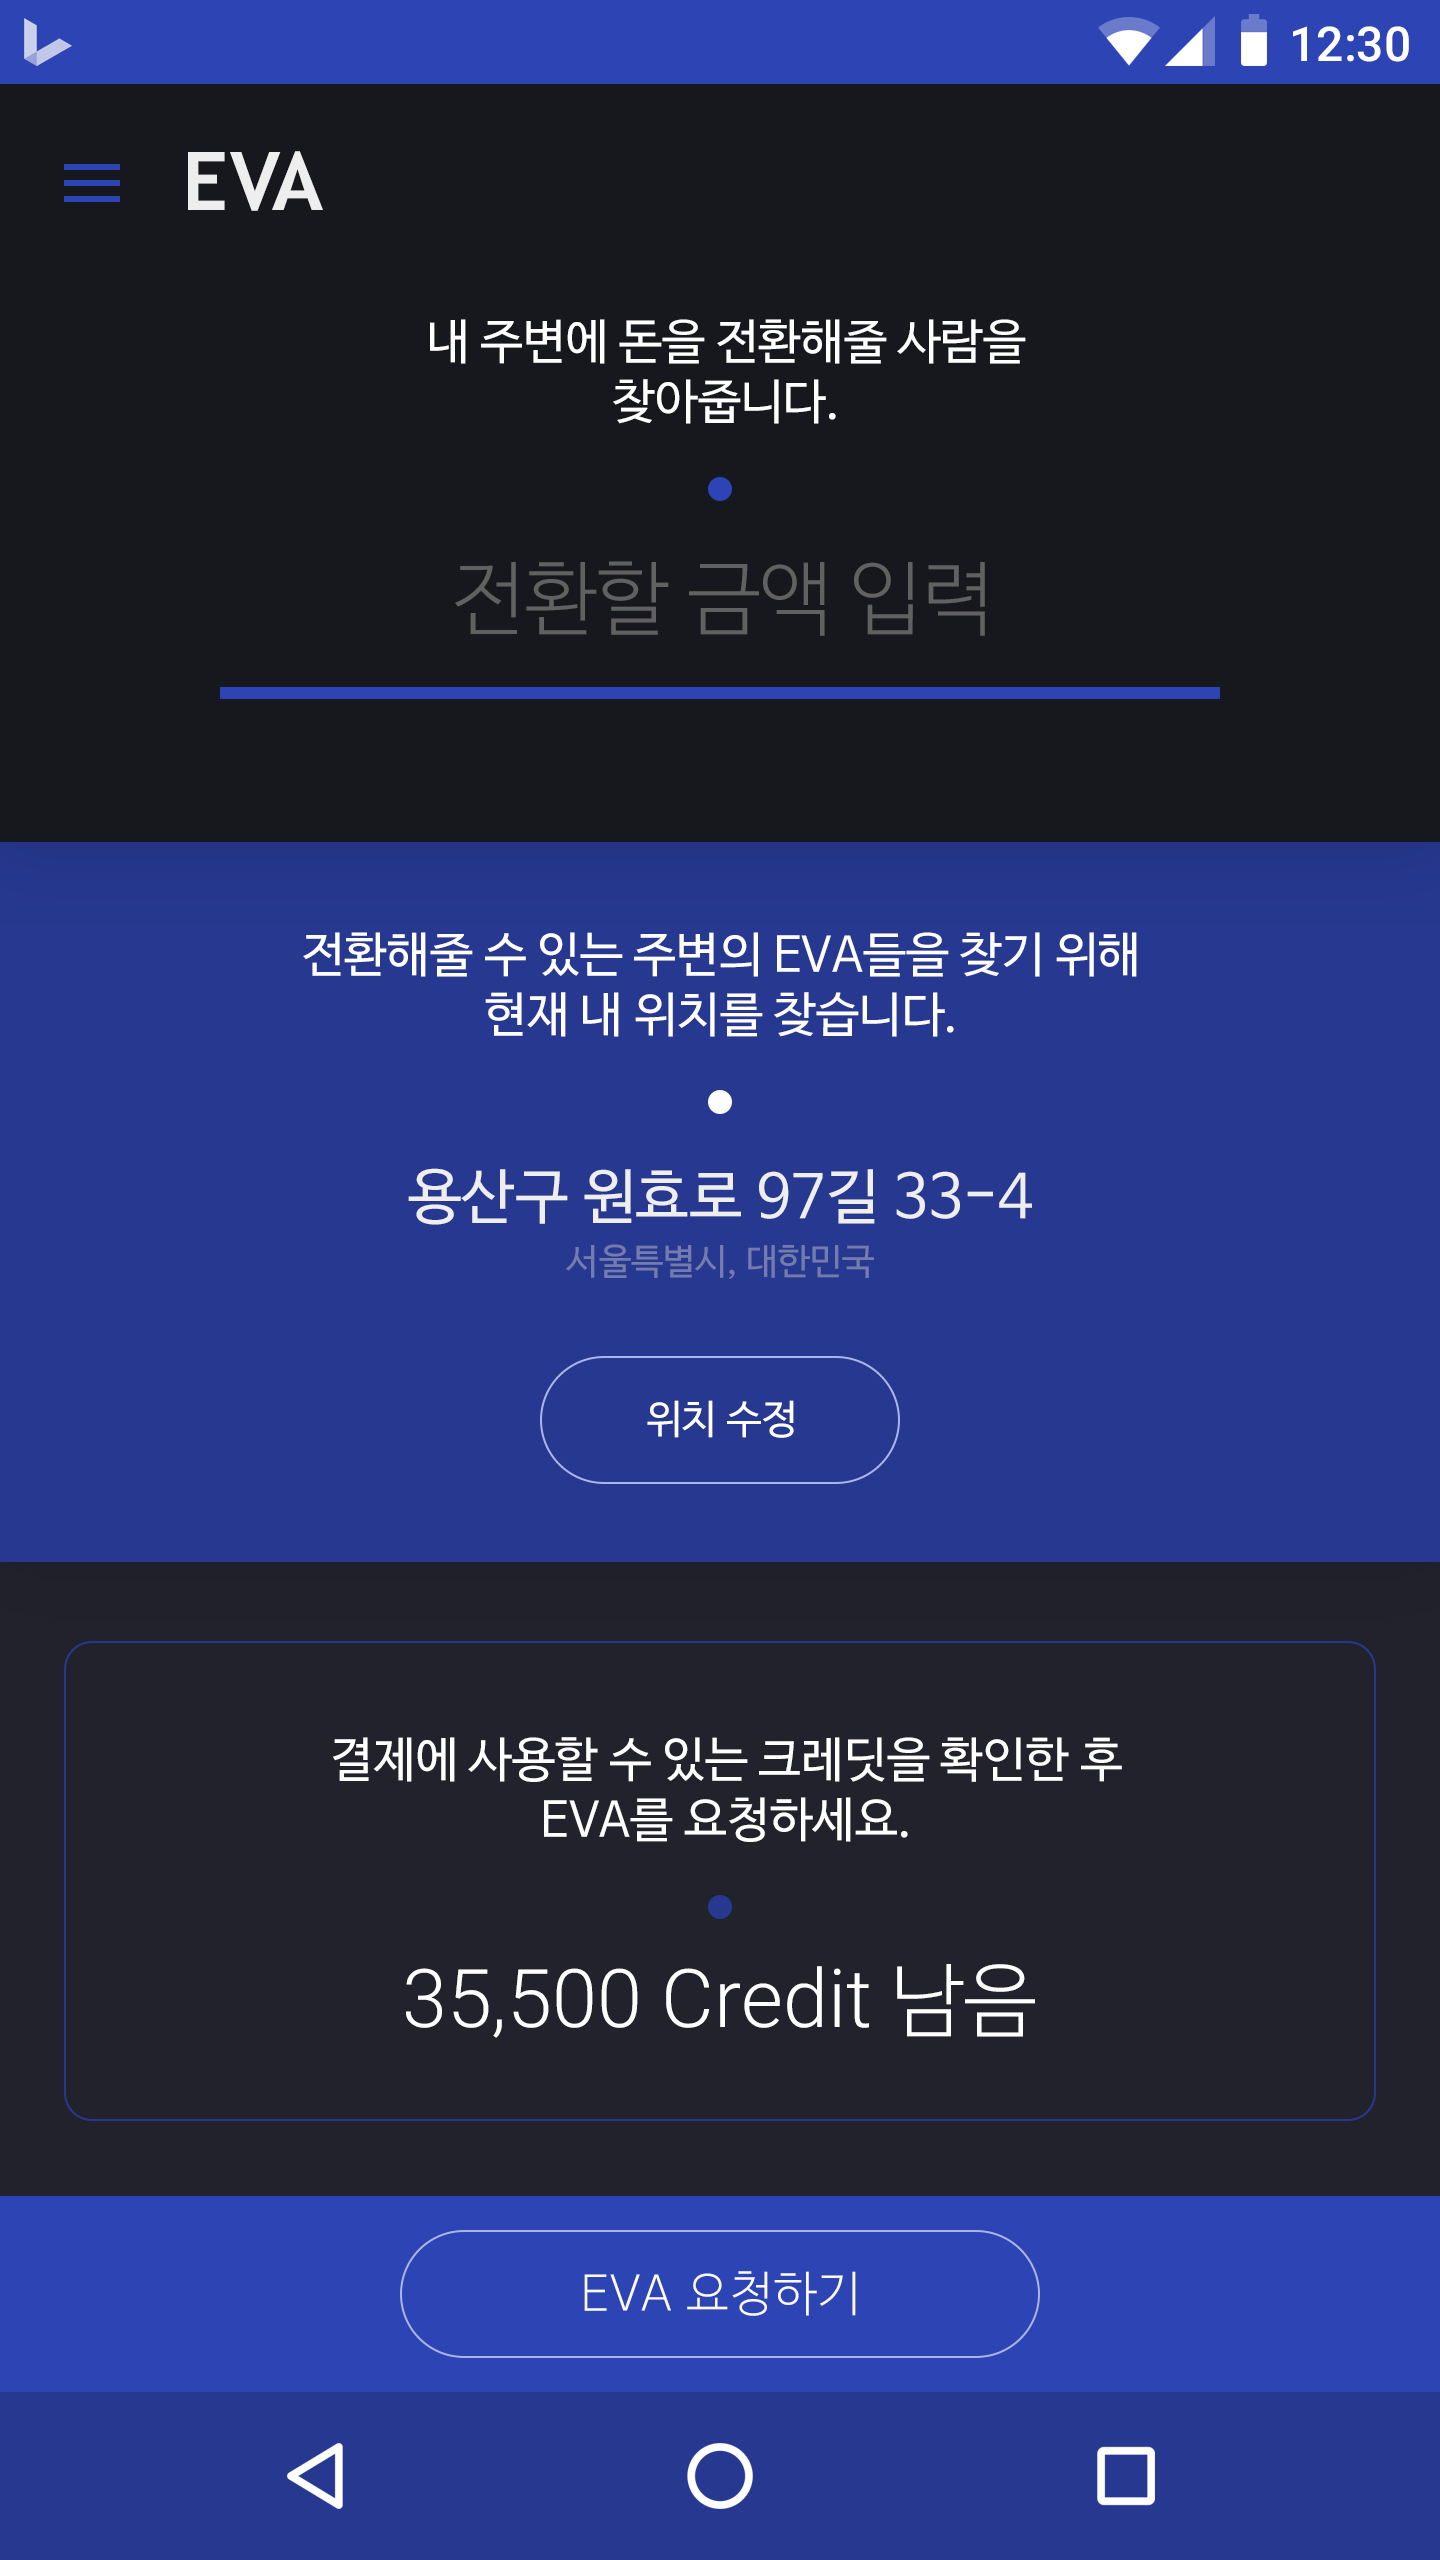 12:30
EVA
내 주변에 돈을 전환해줄 사람을
찾아줍니다.
전환할 금액 입력
전환해줄 수 있는 주변의 EVA들을 찾기 위해
현재 내 위치를 찾습니다.
용산구 원효로 97길 33-4
서울특별시, 대한민국
위치 수정
결제에 사용할 수 있는 크레딧을 확인한 후
EVA를 요청하세요.
35,500 Credit 남음
EVA 요청하기